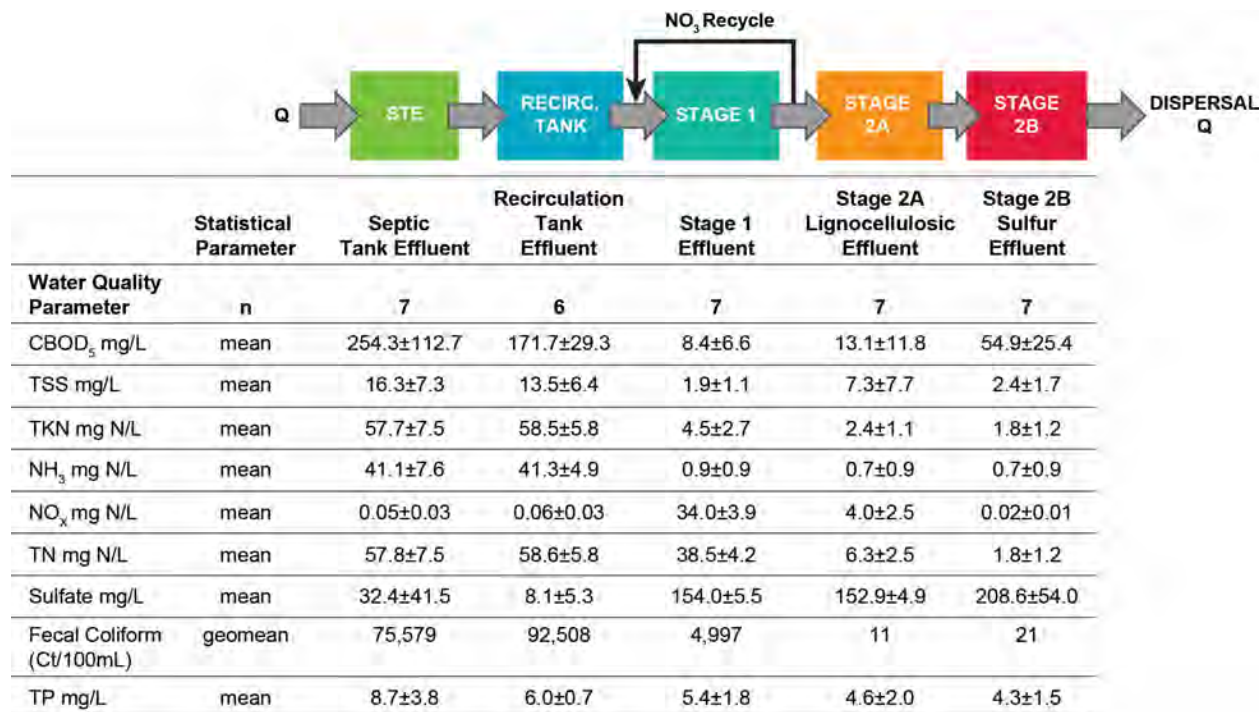 NO₃ Recycle
Q
STE
RECIRC.
TANK
STAGE 1
STAGE
2A
STAGE
2B
DISPERSAL
Q
Statistical Parameter Septic Tank Effluent Recirculation Tank Effluent Stage 1 Effluent Stage 2A Lignocellulosic Effluent Stage 2B Sulfur Effluent
Water Quality Parameter n 7 6 7 7 7
CBOD₅ mg/L mean 254.3±112.7 171.7±29.3 8.4±6.6 13.1±11.8 54.9±25.4
TSS mg/L mean 16.3±7.3 13.5±6.4 1.9±1.1 7.3±7.7 2.4±1.7
TKN mg N/L mean 57.7±7.5 58.5±5.8 4.5±2.7 2.4±1.1 1.8±1.2
NH₃ mg N/L mean 41.1±7.6 41.3±4.9 0.9±0.9 0.7±0.9 0.7±0.9
NOₓ mg N/L mean 0.05±0.03 0.06±0.03 34.0±3.9 4.0±2.5 0.02±0.01
TN mg N/L mean 57.8±7.5 58.6±5.8 38.5±4.2 6.3±2.5 1.8±1.2
Sulfate mg/L mean 32.4±41.5 8.1±5.3 154.0±5.5 152.9±4.9 208.6±54.0
Fecal Coliform (Ct/100mL) geomean 75,579 92,508 4,997 11 21
TP mg/L mean 8.7±3.8 6.0±0.7 5.4±1.8 4.6±2.0 4.3±1.5